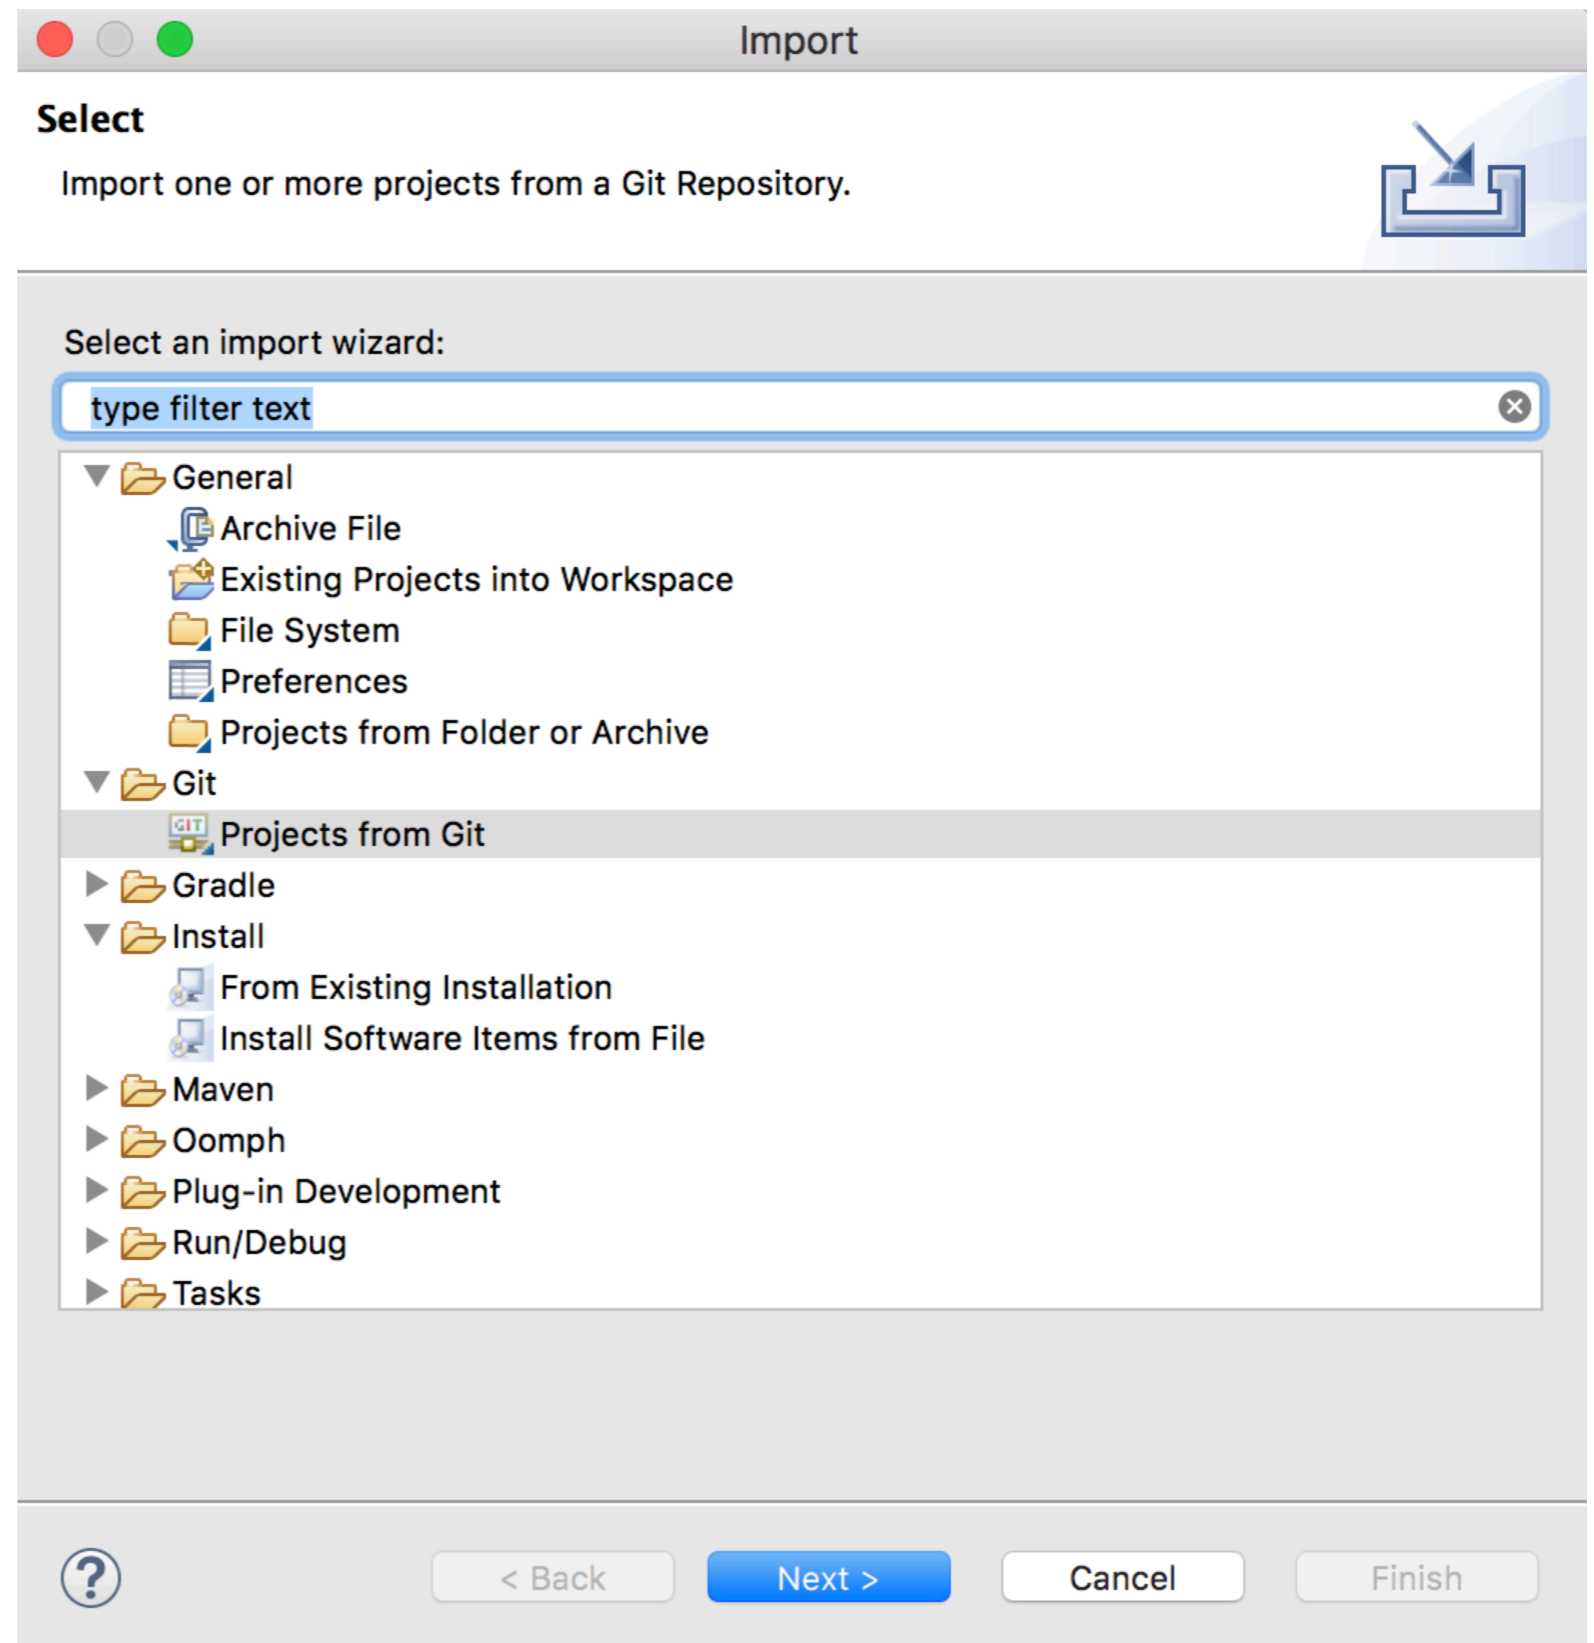 Import
Select
Import one or more projects from a Git Repository.
Select an import wizard:
type filter text
General
Archive File
Existing Projects into Workspace
File System
Preferences
Projects from Folder or Archive
Git
GIT
Projects from Git
Gradle
Install
From Existing Installation
Install Software Items from File
Maven
Oomph
Plug-in Development
Run/Debug
Tasks
?
< Back
Next >
Cancel
Finish